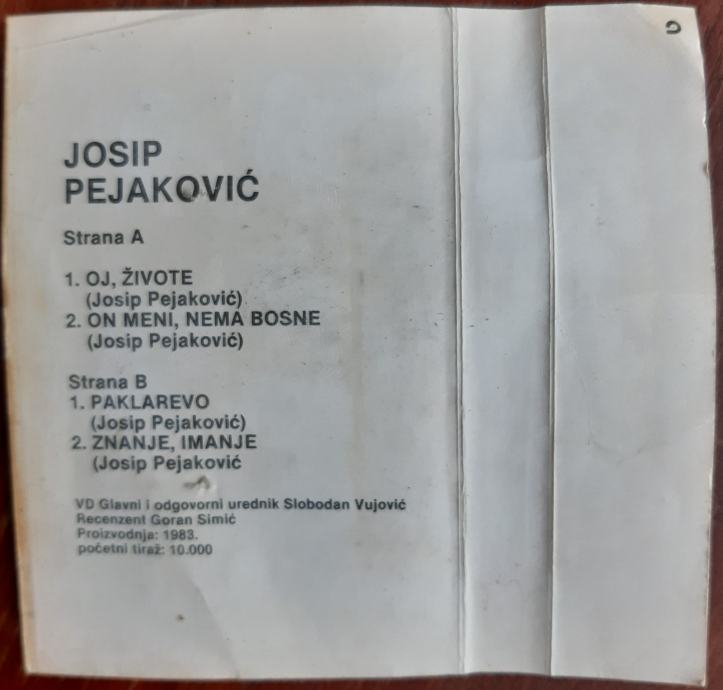 JOSIP
PEJAKOVIĆ
Strana A
1. OJ, ŽIVOTE
(Josip Pejaković)
2. ON MENI, NEMA BOSNE
(Josip Pejaković)
Strana B
1. PAKLAREVO
(Josip Pejaković)
2. ZNANJE, IMANJE
(Josip Pejaković
VD Glavni i odgovorni urednik Slobodan Vujović
Recenzent Goran Simić
Proizvodnja: 1983.
početni tiraž: 10.000